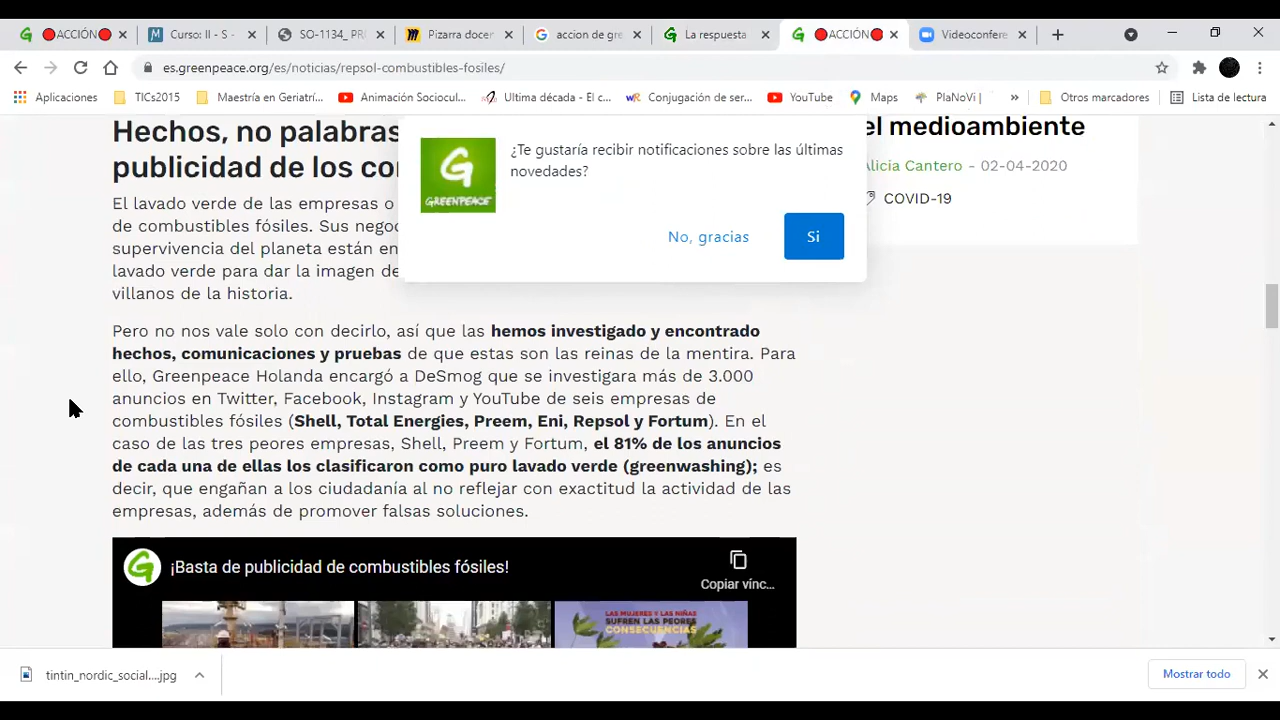 🔴ACCIÓN🔴
Curso: II - S
SO-1134_ PR
Pizarra docer
accion de gre
La respuesta
🔴ACCIÓN🔴
Videoconfere
es.greenpeace.org/es/noticias/repsol-combustibles-fosiles/
Aplicaciones
TICs2015
Maestría en Geriatrí...
Animación Sociocul...
Ultima década - El c...
Conjugación de ser...
YouTube
Maps
PlaNoVi |
»
Otros marcadores
Lista de lectura
Hechos, no palabras
publicidad de los co
El lavado verde de las empresas o
de combustibles fósiles. Sus nego
supervivencia del planeta están en
lavado verde para dar la imagen de
villanos de la historia.
GREENPEACE
¿Te gustaría recibir notificaciones sobre las últimas
novedades?
No, gracias
Si
el medioambiente
Alicia Cantero - 02-04-2020
COVID-19
Pero no nos vale solo con decirlo, así que las hemos investigado y encontrado
hechos, comunicaciones y pruebas de que estas son las reinas de la mentira. Para
ello, Greenpeace Holanda encargó a DeSmog que se investigara más de 3.000
anuncios en Twitter, Facebook, Instagram y YouTube de seis empresas de
combustibles fósiles (Shell, Total Energies, Preem, Eni, Repsol y Fortum). En el
caso de las tres peores empresas, Shell, Preem y Fortum, el 81% de los anuncios
de cada una de ellas los clasificaron como puro lavado verde (greenwashing); es
decir, que engañan a los ciudadanía al no reflejar con exactitud la actividad de las
empresas, además de promover falsas soluciones.
¡Basta de publicidad de combustibles fósiles!
Copiar vínc...
LAS MUJERES Y LAS NIÑAS
SUFREN LAS PEORES
CONSECUENCIAS
tintin_nordic_social....jpg
Mostrar todo